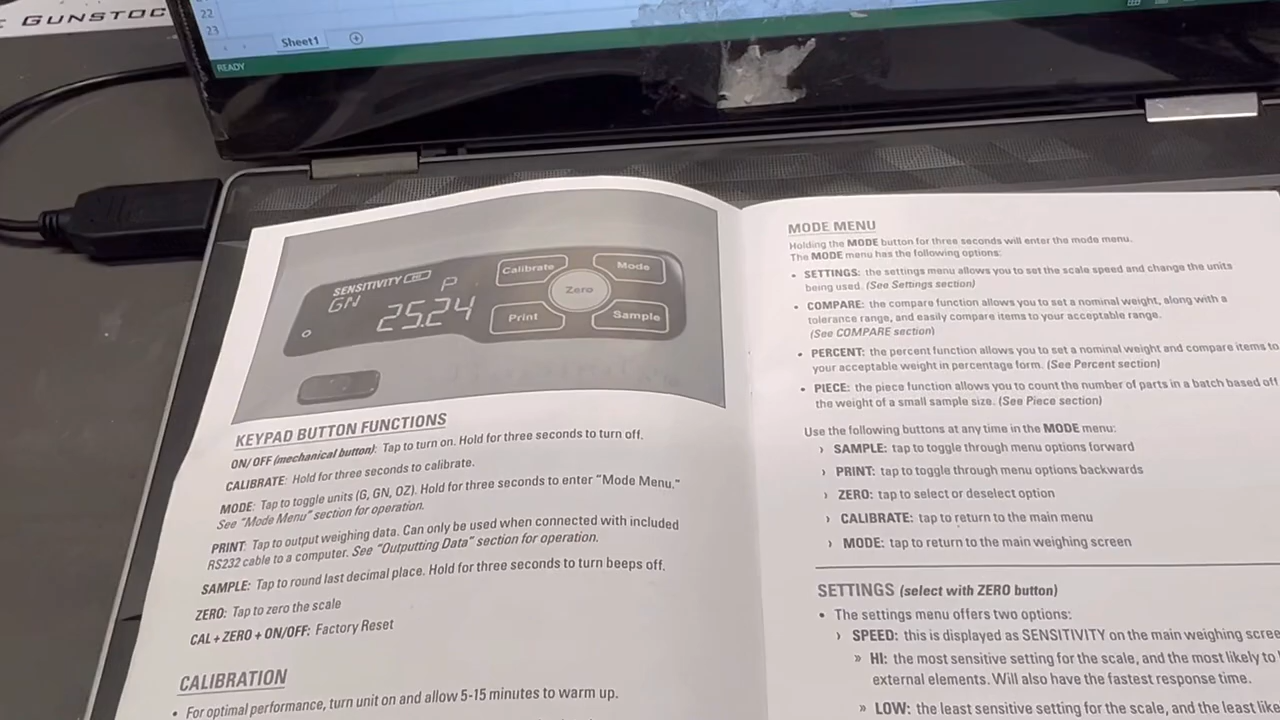 GUNSTOC
22
23
Sheet1
READY
SENSITIVITY HI
GN P
25.24
Calibrate
Mode
Zero
Print
Sample
KEYPAD BUTTON FUNCTIONS
ON/OFF (mechanical button): Tap to turn on. Hold for three seconds to turn off.
CALIBRATE: Hold for three seconds to calibrate.
MODE: Tap to toggle units (G, GN, OZ). Hold for three seconds to enter "Mode Menu."
See "Mode Menu" section for operation.
PRINT: Tap to output weighing data. Can only be used when connected with included
RS232 cable to a computer. See "Outputting Data" section for operation.
SAMPLE: Tap to round last decimal place. Hold for three seconds to turn beeps off.
ZERO: Tap to zero the scale
CAL + ZERO + ON/OFF: Factory Reset
CALIBRATION
• For optimal performance, turn unit on and allow 5-15 minutes to warm up.
MODE MENU
Holding the MODE button for three seconds will enter the mode menu.
The MODE menu has the following options:
• SETTINGS: the settings menu allows you to set the scale speed and change the units
being used. (See Settings section)
• COMPARE: the compare function allows you to set a nominal weight, along with a
tolerance range, and easily compare items to your acceptable range.
(See COMPARE section)
• PERCENT: the percent function allows you to set a nominal weight and compare items to
your acceptable weight in percentage form. (See Percent section)
• PIECE: the piece function allows you to count the number of parts in a batch based off
the weight of a small sample size. (See Piece section)
Use the following buttons at any time in the MODE menu:
› SAMPLE: tap to toggle through menu options forward
› PRINT: tap to toggle through menu options backwards
› ZERO: tap to select or deselect option
› CALIBRATE: tap to return to the main menu
› MODE: tap to return to the main weighing screen
SETTINGS (select with ZERO button)
• The settings menu offers two options:
› SPEED: this is displayed as SENSITIVITY on the main weighing scree
» HI: the most sensitive setting for the scale, and the most likely to
external elements. Will also have the fastest response time.
» LOW: the least sensitive setting for the scale, and the least like